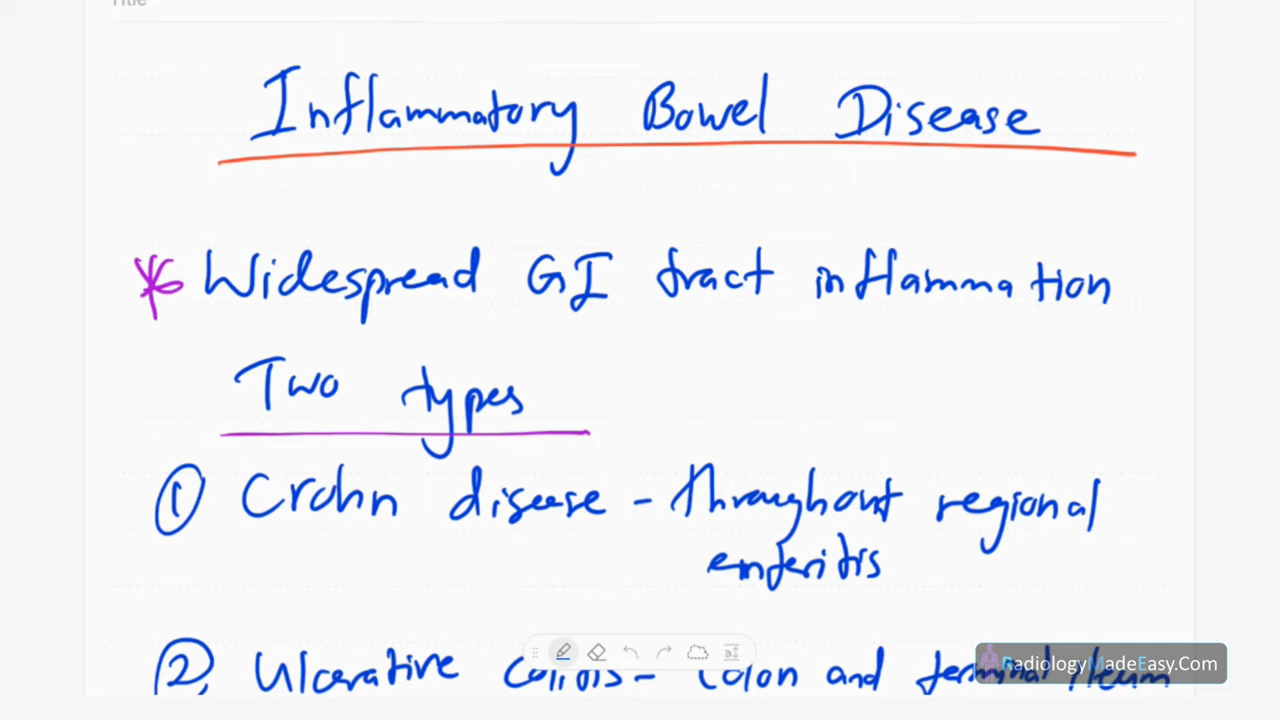 Title
Inflammatory Bowel Disease
* Widespread GI tract inflammation
Two types
① Crohn disease - throughout regional
enteritis
② Ulcerative colitis - colon and terminal ileum
RadiologyMadeEasy.Com